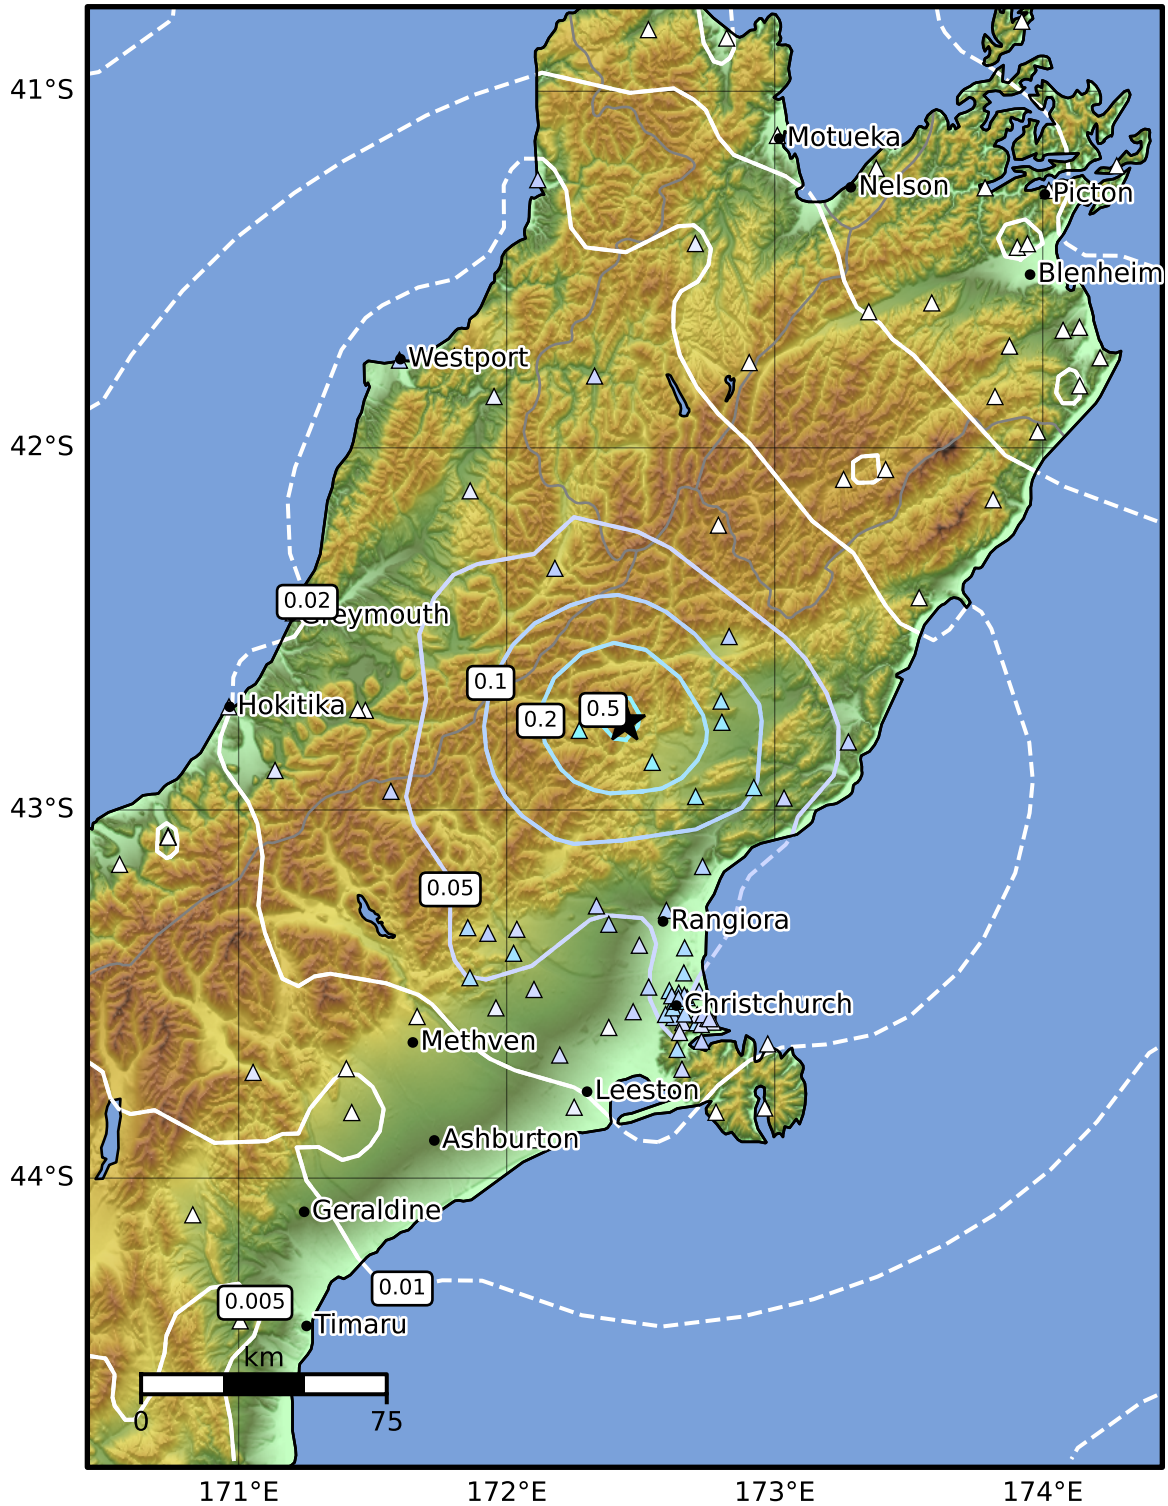 41°S
Motueka
Nelson
Picton
Blenheim
Westport
42°S
0.02
Greymouth
0.1
Hokitika
0.5
0.2
43°S
0.05
Rangiora
Christchurch
Methven
Leeston
Ashburton
44°S
Geraldine
0.01
0.005
Timaru
km
0
75
171°E
172°E
173°E
174°E